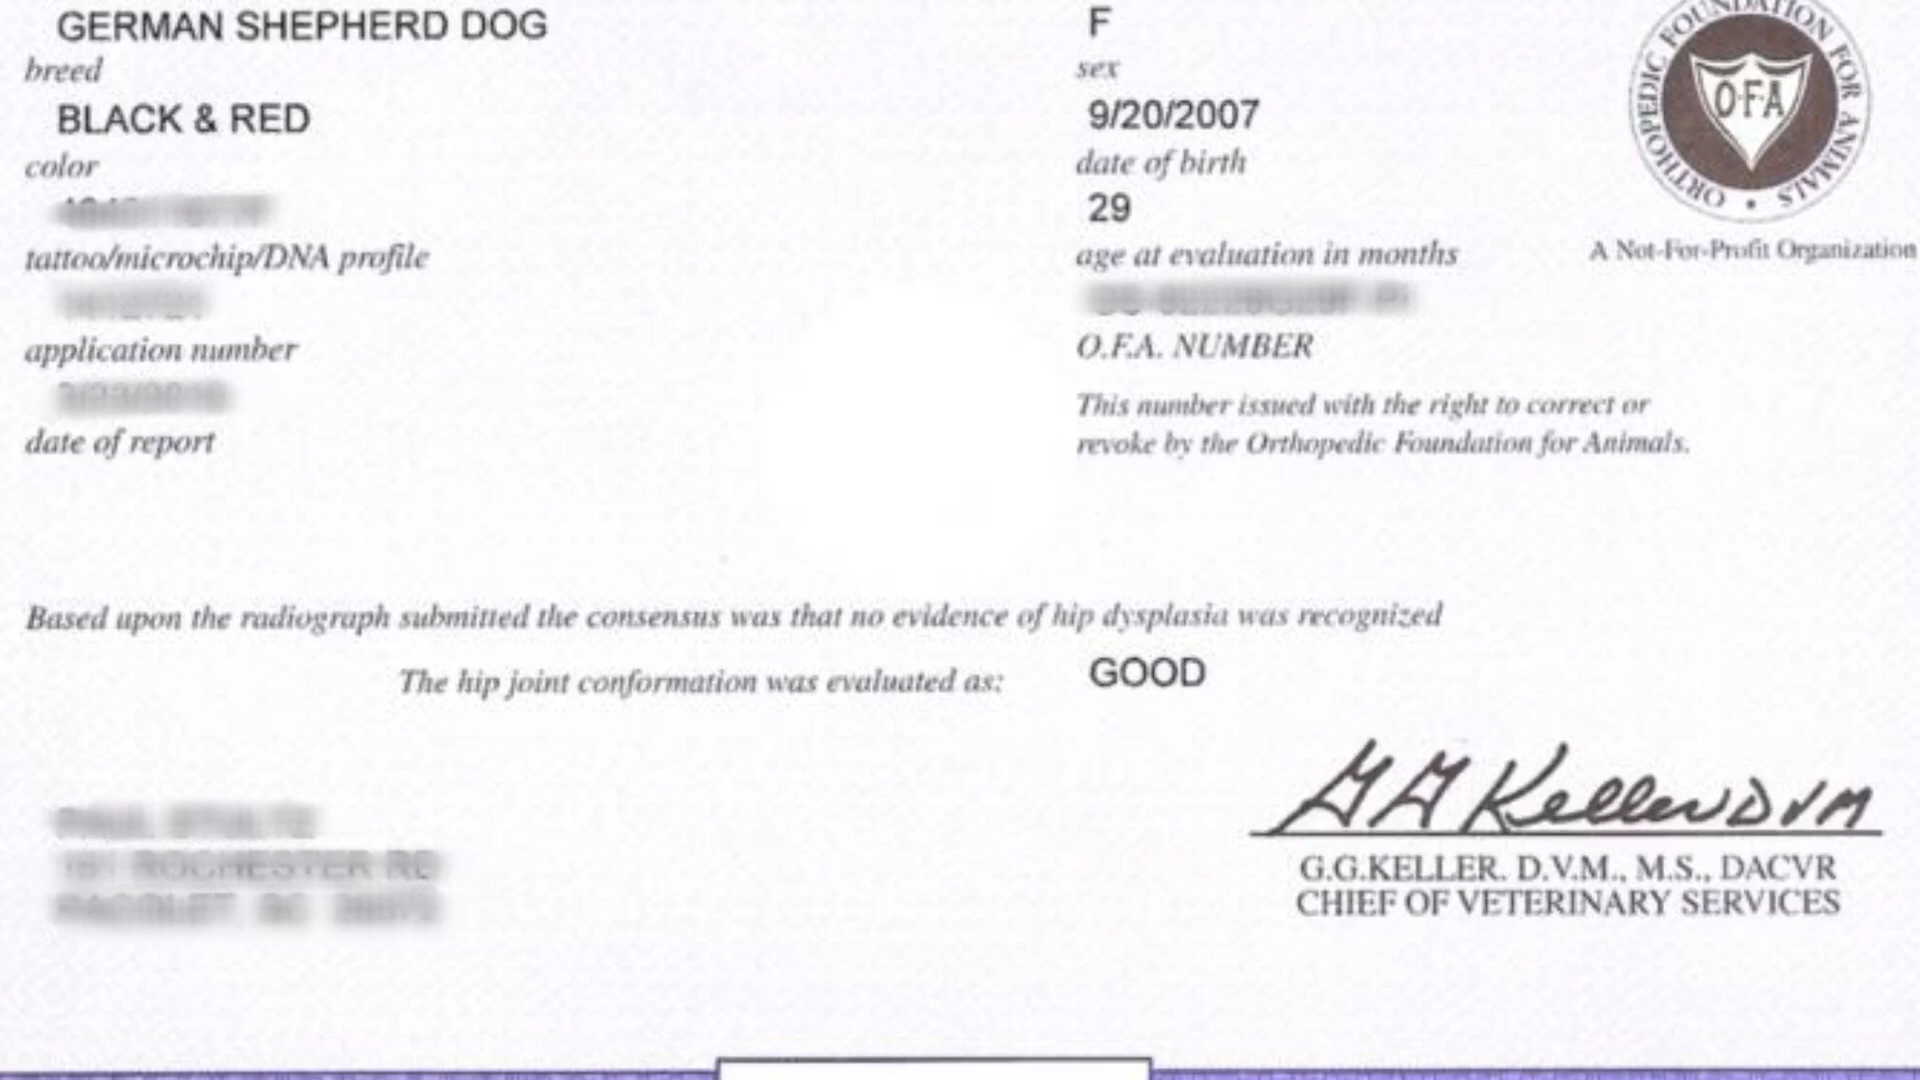 GERMAN SHEPHERD DOG
breed
BLACK & RED
color
tattoo/microchip/DNA profile
application number
date of report
F
sex
9/20/2007
date of birth
29
age at evaluation in months
O.F.A. NUMBER
This number issued with the right to correct or
revoke by the Orthopedic Foundation for Animals.
ORTHOPEDIC FOUNDATION FOR ANIMALS
O·F·A
A Not-For-Profit Organization
Based upon the radiograph submitted the consensus was that no evidence of hip dysplasia was recognized
The hip joint conformation was evaluated as: GOOD
GG Keller DVM
G.G.KELLER. D.V.M., M.S., DACVR
CHIEF OF VETERINARY SERVICES